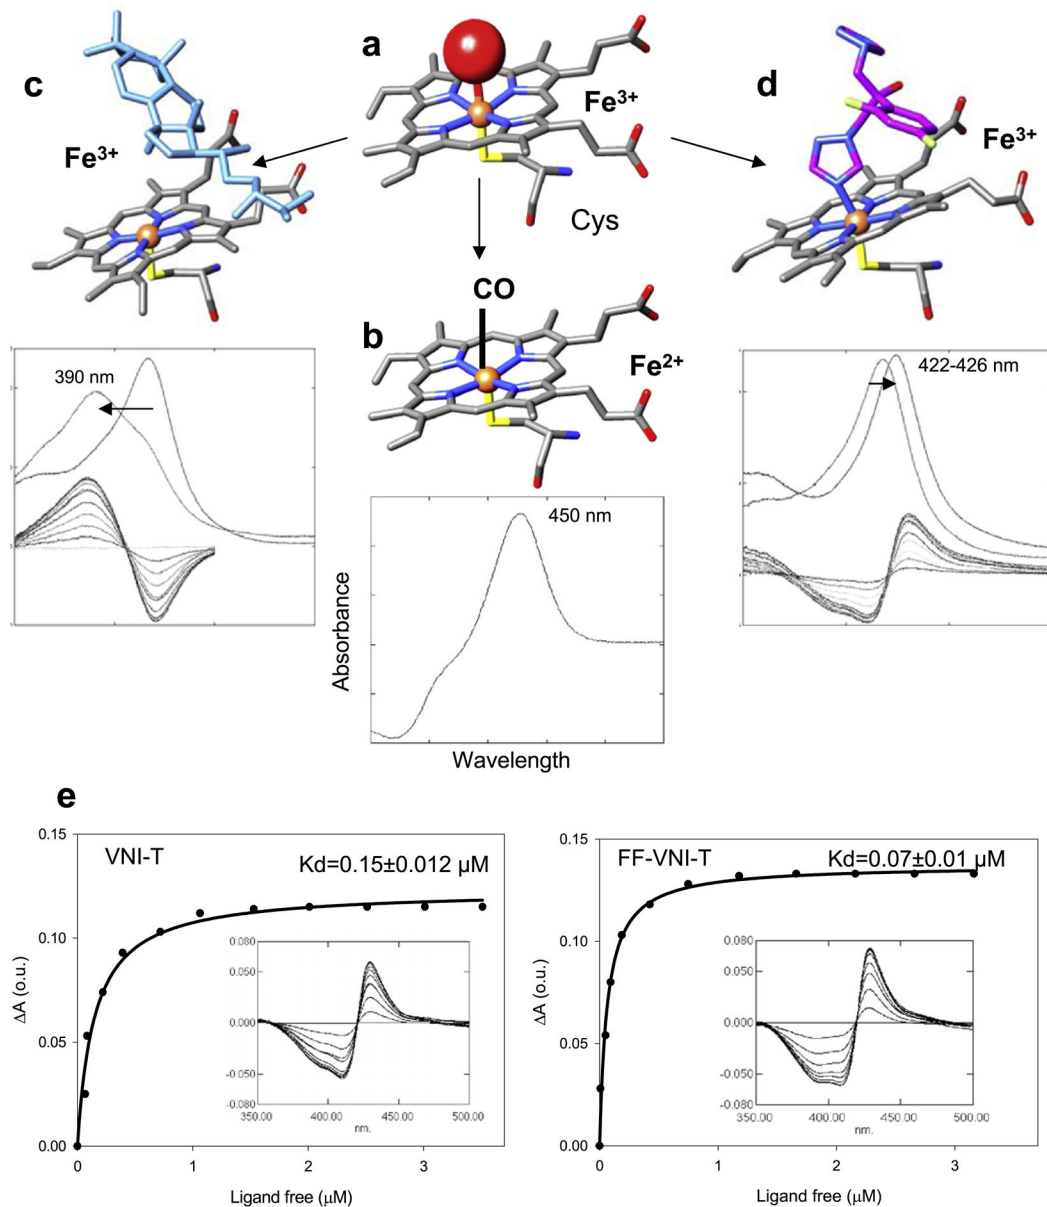 a
c
d
Fe3+
Fe3+
Fe3+
Cys
CO
b
Fe2+
390 nm
422-426 nm
450 nm
Absorbance
Wavelength
e
VNI-T
Kd=0.15±0.012 µM
0.15
0.10
0.05
0.00
ΔA (o.u.)
0.080
0.050
0.000
-0.050
-0.080
350.00 400.00 450.00 500.00
nm.
0 1 2 3
Ligand free (µM)
FF-VNI-T
Kd=0.07±0.01 µM
0.15
0.10
0.05
0.00
ΔA (o.u.)
0.080
0.050
0.000
-0.050
-0.080
350.00 400.00 450.00 500.00
nm.
0 1 2 3
Ligand free (µM)